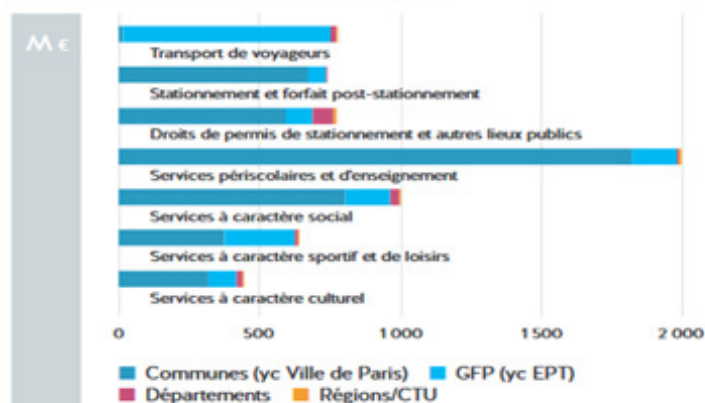 M €
Transport de voyageurs
Stationnement et forfait post-stationnement
Droits de permis de stationnement et autres lieux publics
Services périscolaires et d'enseignement
Services à caractère social
Services à caractère sportif et de loisirs
Services à caractère culturel
0 500 1 000 1 500 2 000
Communes (yc Ville de Paris) GFP (yc EPT)
Départements Régions/CTU